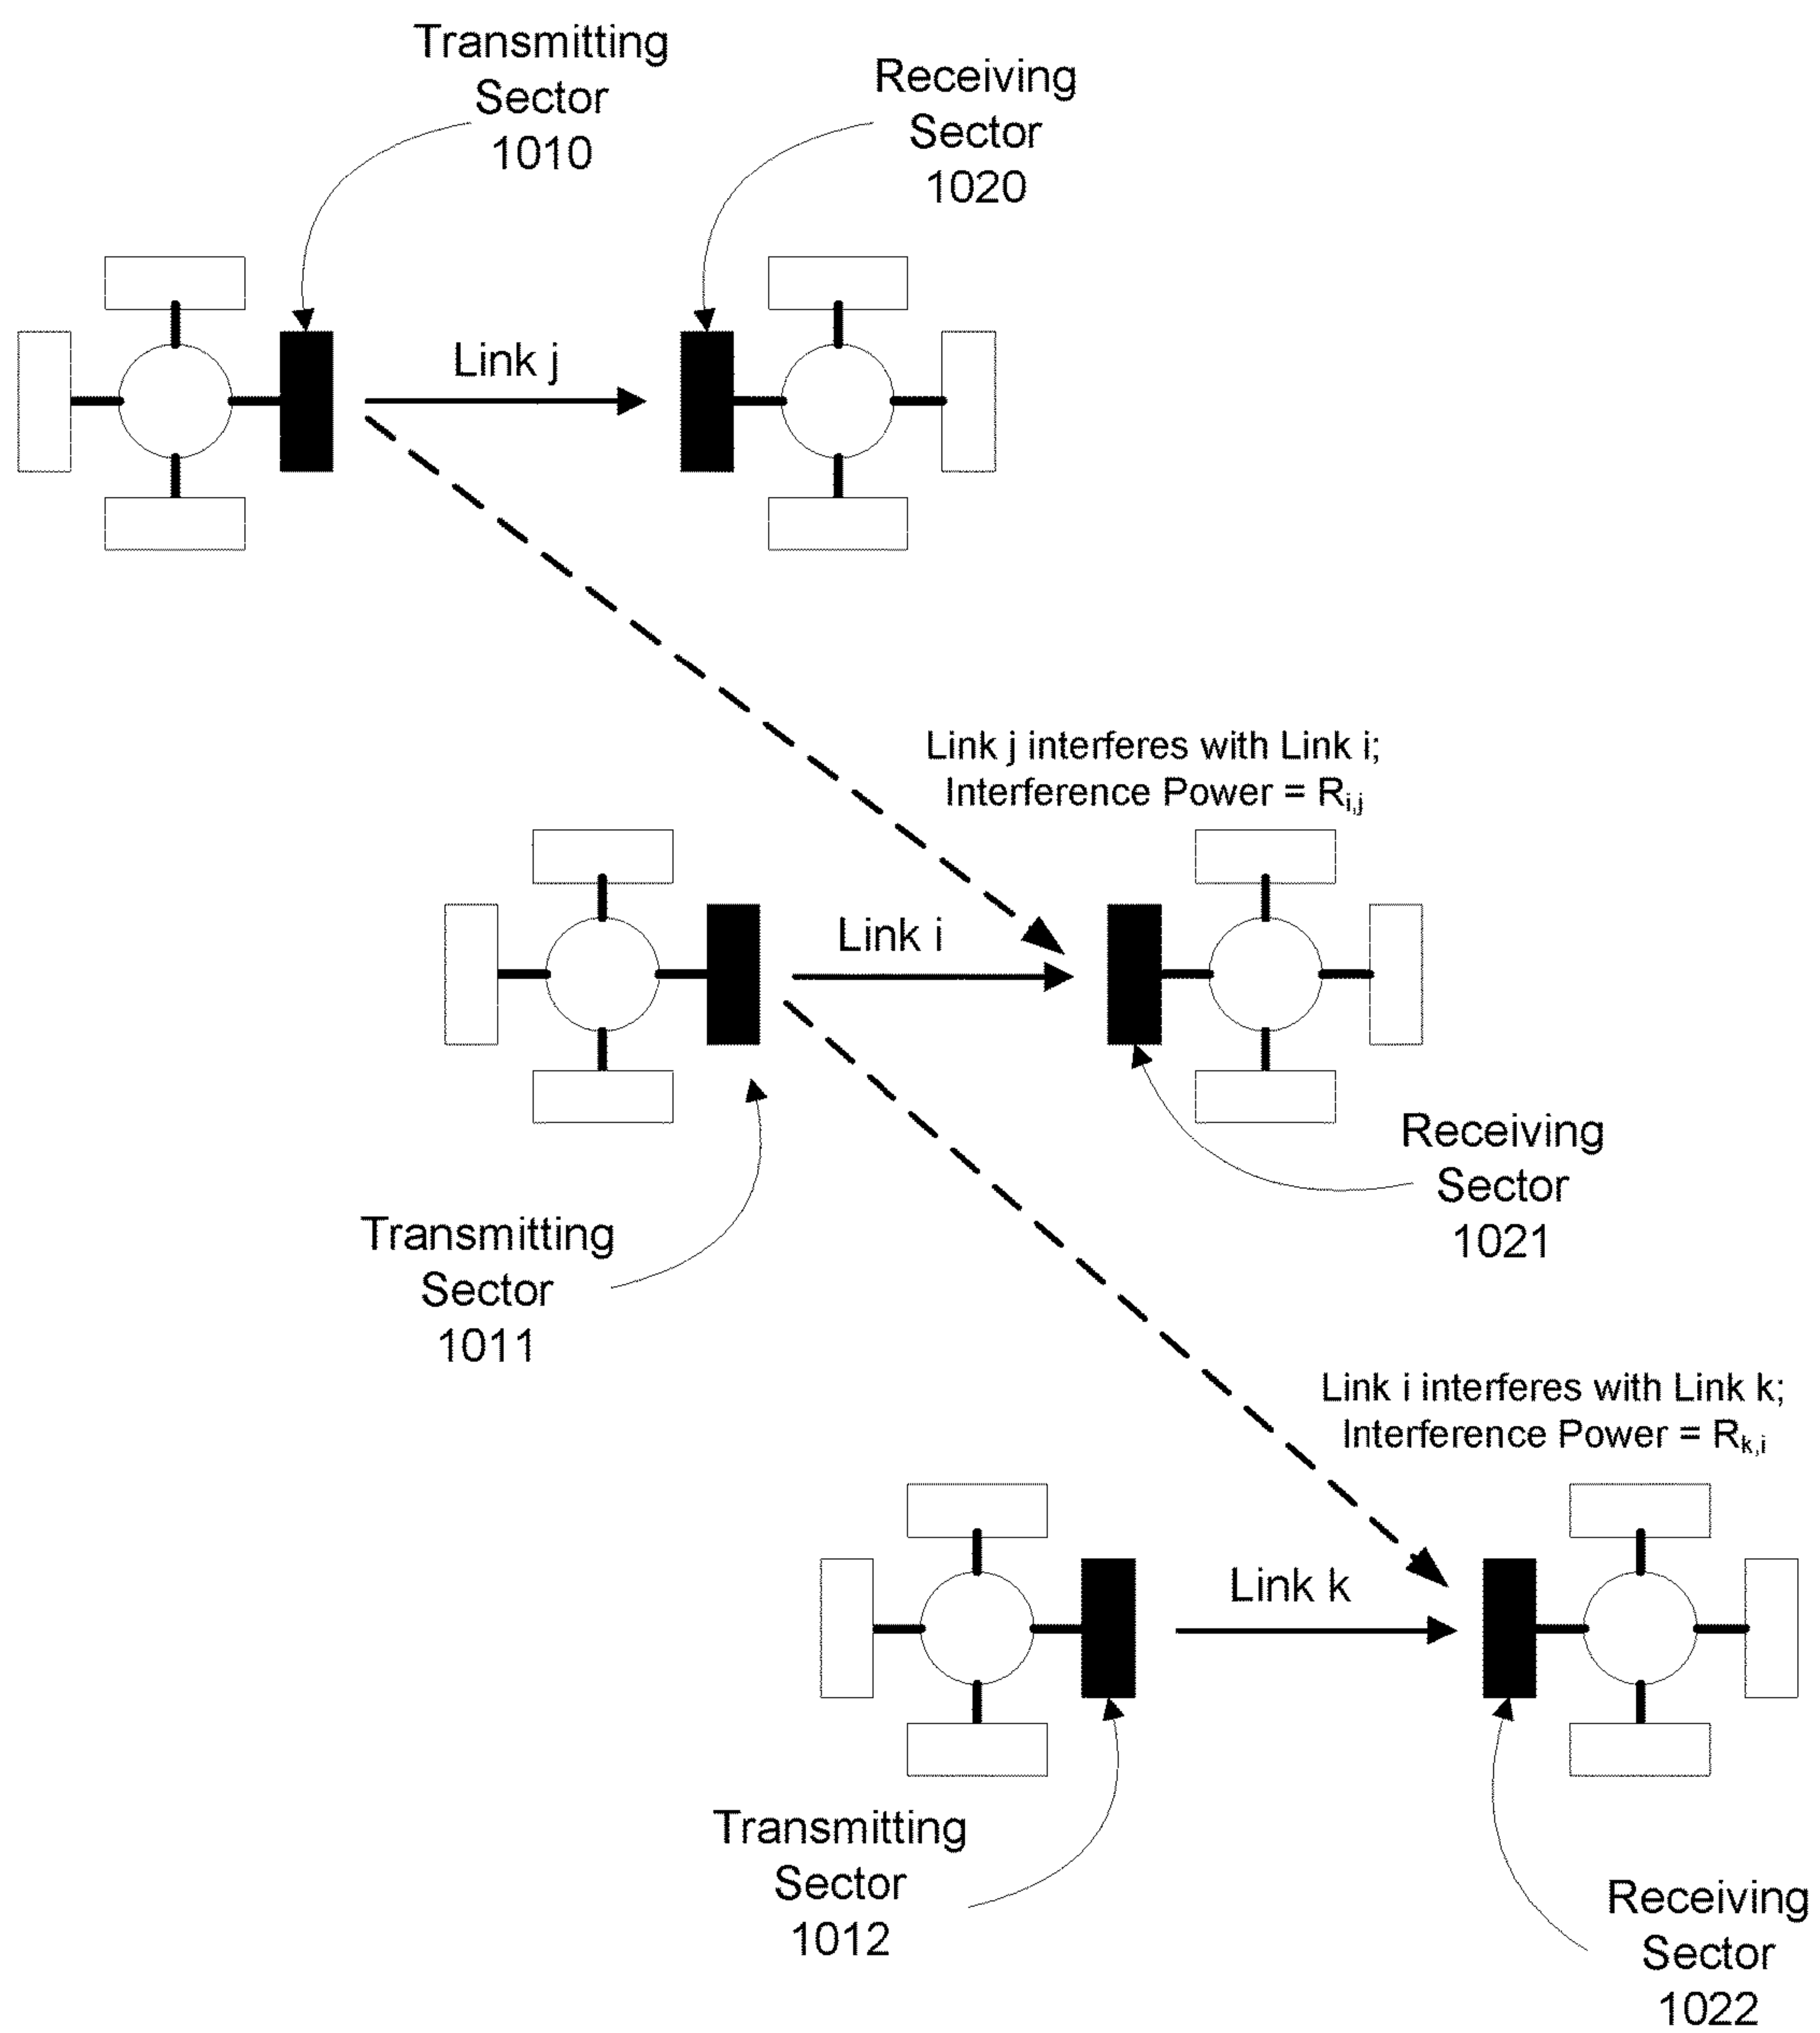 Transmitting
Sector
1010
Receiving
Sector
1020
Link j
Link j interferes with Link i;
Interference Power = Ri,j
Link i
Receiving
Sector
1021
Transmitting
Sector
1011
Link i interferes with Link k;
Interference Power = Rk,i
Link k
Transmitting
Sector
1012
Receiving
Sector
1022